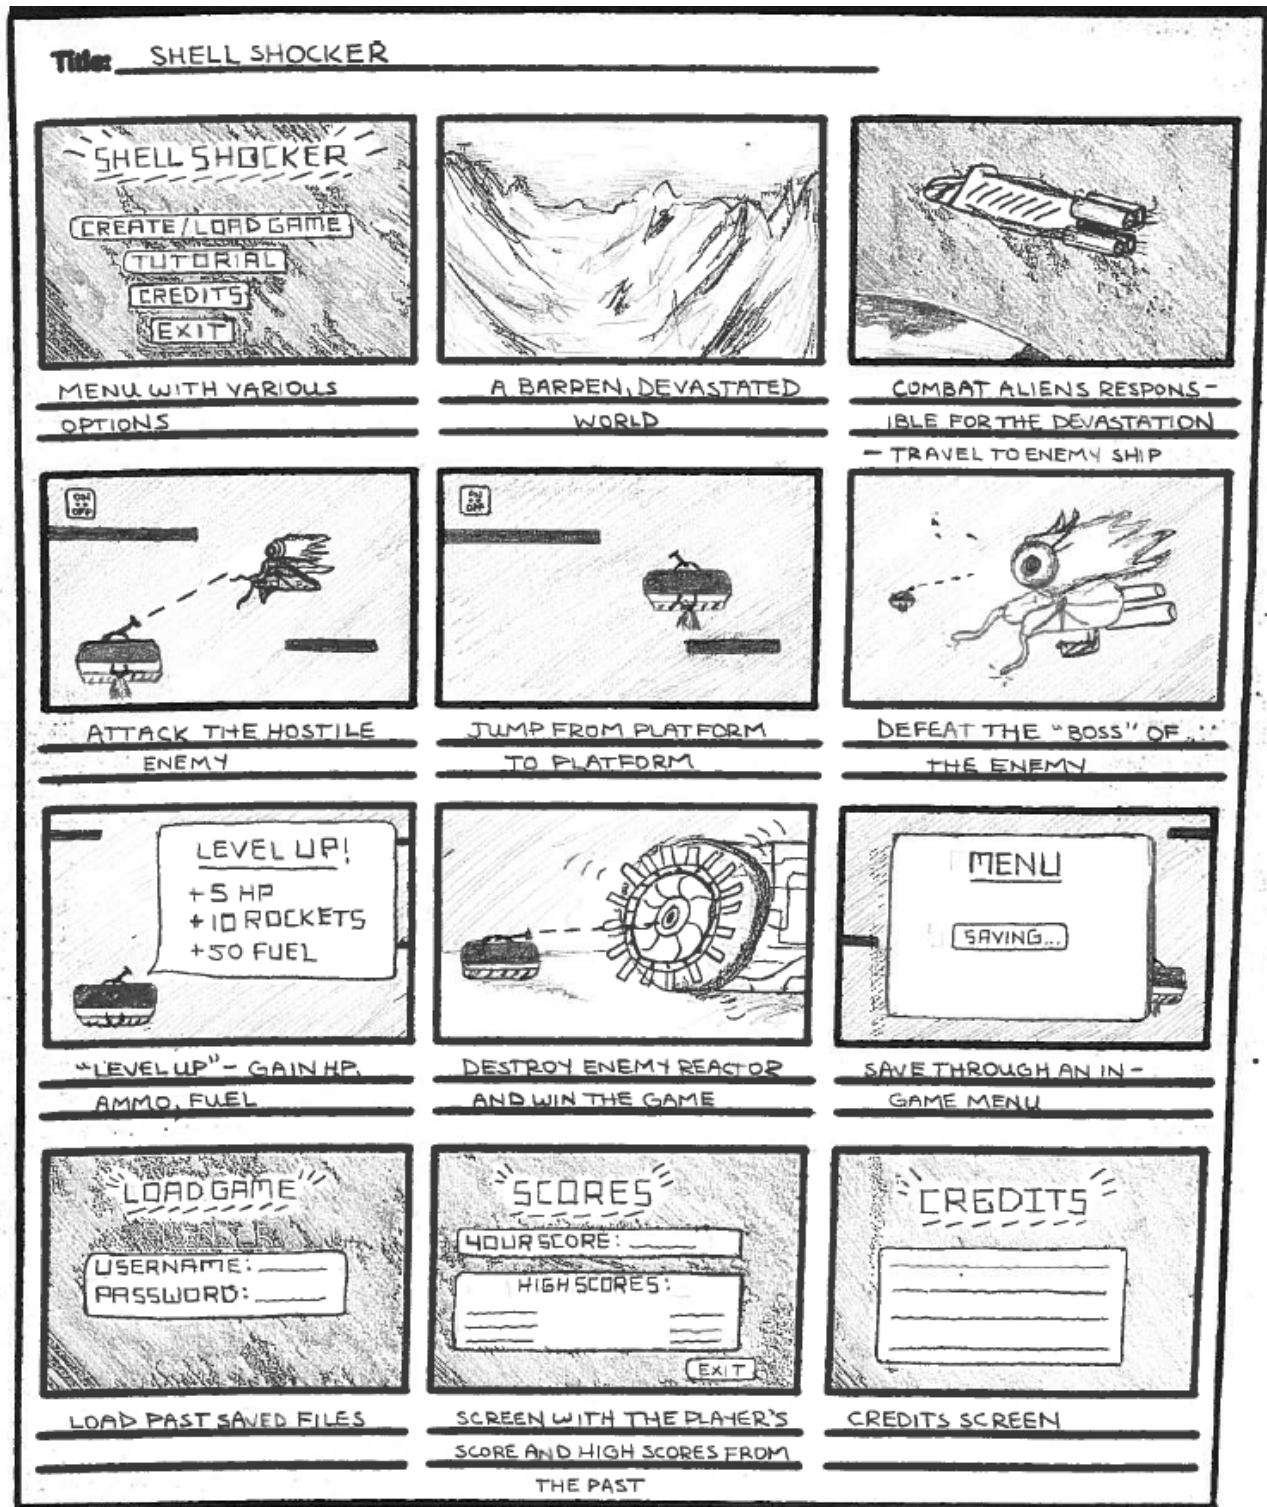 Title: SHELL SHOCKER
SHELL SHOCKER
CREATE/LOAD GAME
TUTORIAL
CREDITS
EXIT
MENU WITH VARIOUS
OPTIONS
A BARREN, DEVASTATED
WORLD
COMBAT ALIENS RESPONS-
IBLE FOR THE DEVASTATION
- TRAVEL TO ENEMY SHIP
ON
OFF
ATTACK THE HOSTILE
ENEMY
ON
OFF
JUMP FROM PLATFORM
TO PLATFORM
DEFEAT THE "BOSS" OF
THE ENEMY
LEVEL UP!
+5 HP
+10 ROCKETS
+50 FUEL
"LEVEL UP" - GAIN HP,
AMMO, FUEL
DESTROY ENEMY REACTOR
AND WIN THE GAME
MENU
SAVING...
SAVE THROUGH AN IN-
GAME MENU
LOAD GAME
USERNAME:
PASSWORD:
LOAD PAST SAVED FILES
SCORES
YOUR SCORE:
HIGH SCORES:
EXIT
SCREEN WITH THE PLAYER'S
SCORE AND HIGH SCORES FROM
THE PAST
CREDITS
CREDITS SCREEN